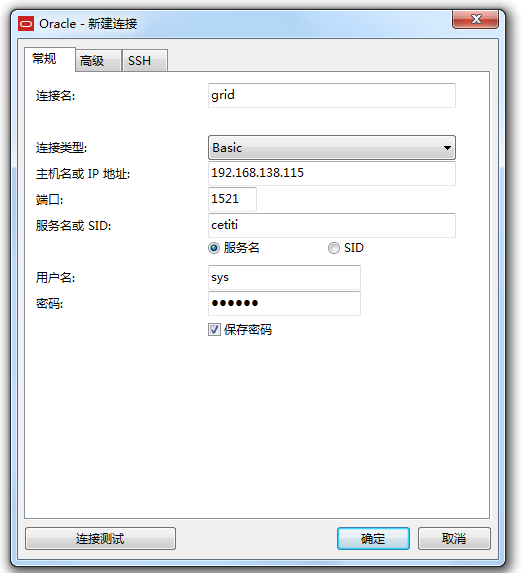 Oracle - 新建连接
常规 高级 SSH
连接名: grid
连接类型: Basic
主机名或 IP 地址: 192.168.138.115
端口: 1521
服务名或 SID: cetiti
服务名 SID
用户名: sys
密码: ●●●●●●
保存密码
连接测试 确定 取消